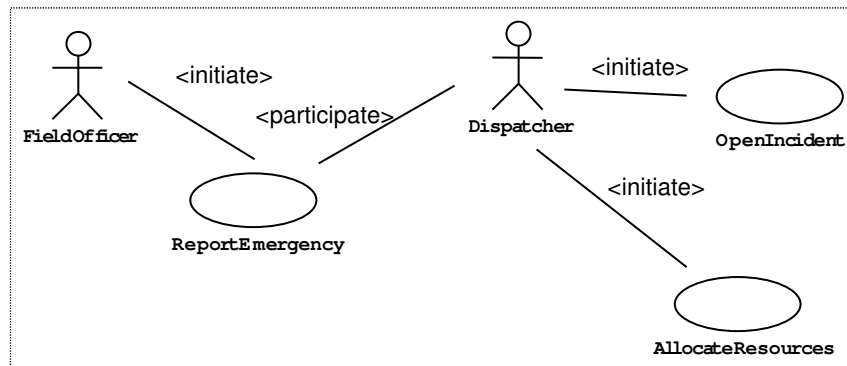 <initiate>
<initiate>
<participate>
FieldOfficer
Dispatcher
OpenIncident
<initiate>
ReportEmergency
AllocateResources